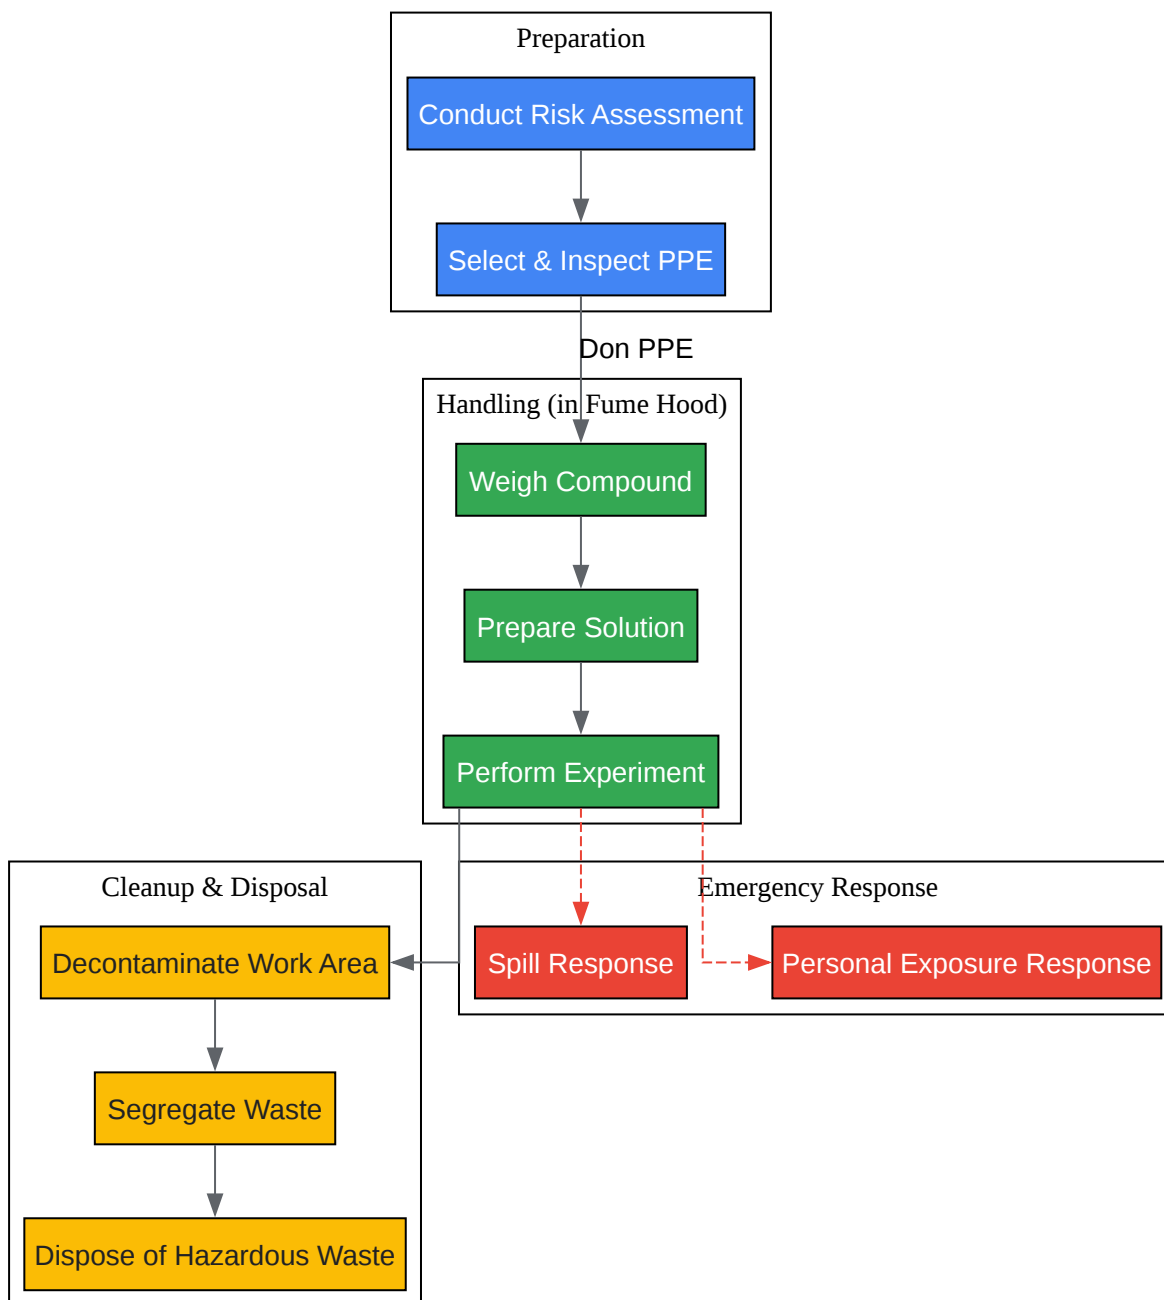 Preparation
Conduct Risk Assessment
Select & Inspect PPE
Don PPE
Handling (in Fume Hood)
Weigh Compound
Prepare Solution
Perform Experiment
Cleanup & Disposal
Decontaminate Work Area
Segregate Waste
Dispose of Hazardous Waste
Emergency Response
Spill Response
Personal Exposure Response